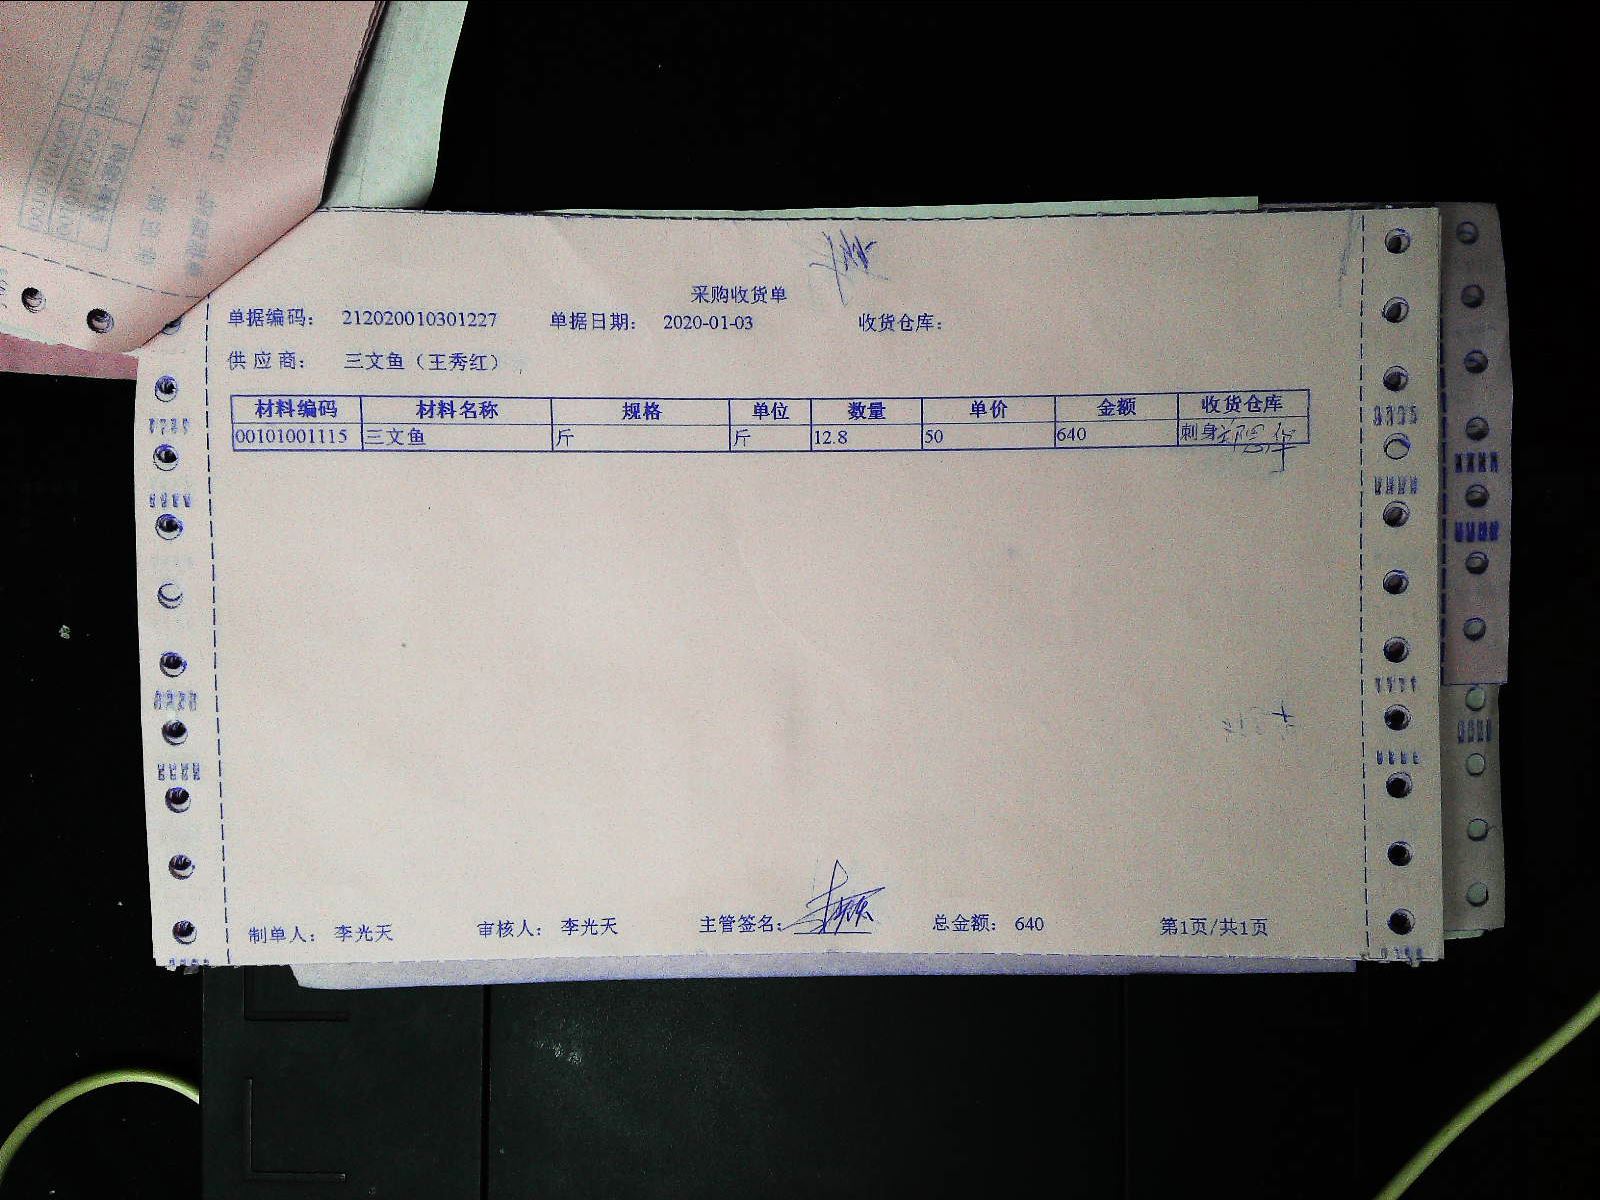 采购收货单
单据编码： 212020010301227 单据日期： 2020-01-03 收货仓库：
供应商： 三文鱼（王秀红）
材料编码 材料名称 规格 单位 数量 单价 金额 收货仓库
00101001115 三文鱼 斤 斤 12.8 50 640 刺身
制单人： 李光天 审核人： 李光天 主管签名： 总金额： 640 第1页/共1页